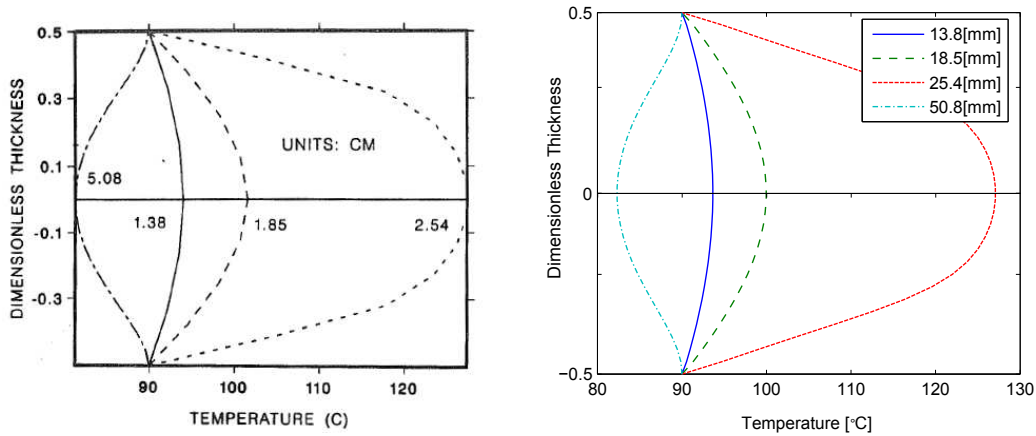 0.5
0.3
0.1
-0.1
-0.3
DIMENSIONLESS THICKNESS
UNITS: CM
5.08
1.38
1.85
2.54
90
100
110
120
TEMPERATURE (C)
0.5
0
−0.5
Dimensionless Thickness
13.8[mm]
18.5[mm]
25.4[mm]
50.8[mm]
80
90
100
110
120
130
Temperature [°C]